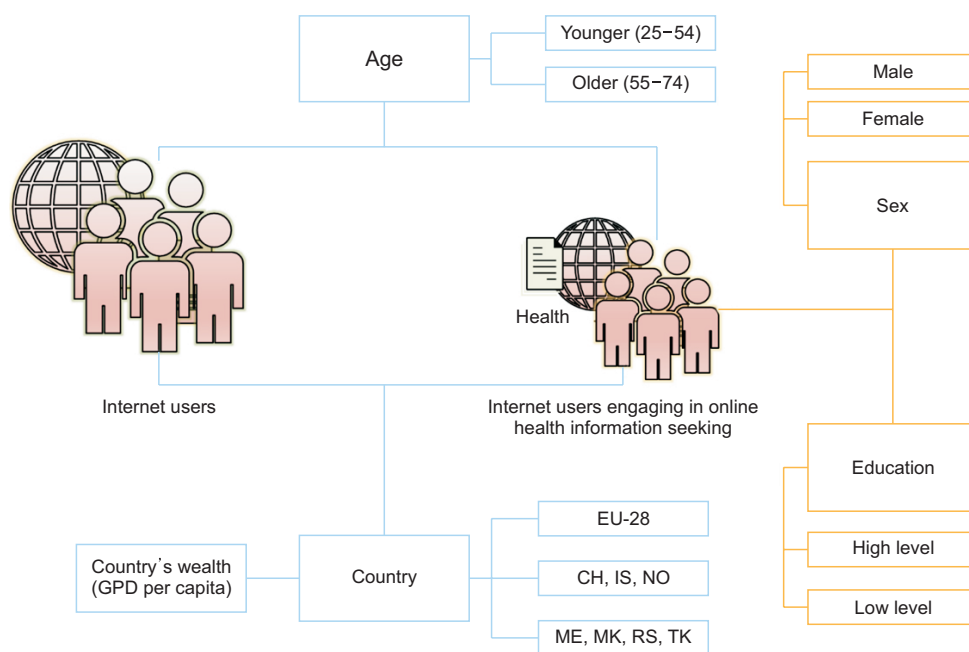 Age
Younger (25−54)
Older (55−74)
Male
Female
Sex
Health
Internet users
Internet users engaging in online
health information seeking
Education
High level
Low level
Country's wealth
(GPD per capita)
Country
EU-28
CH, IS, NO
ME, MK, RS, TK